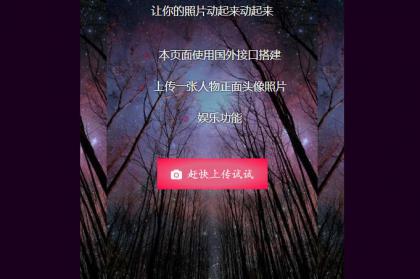 让你的照片动起来动起来
本页面使用国外接口搭建
上传一张人物正面头像照片
娱乐功能
赶快上传试试